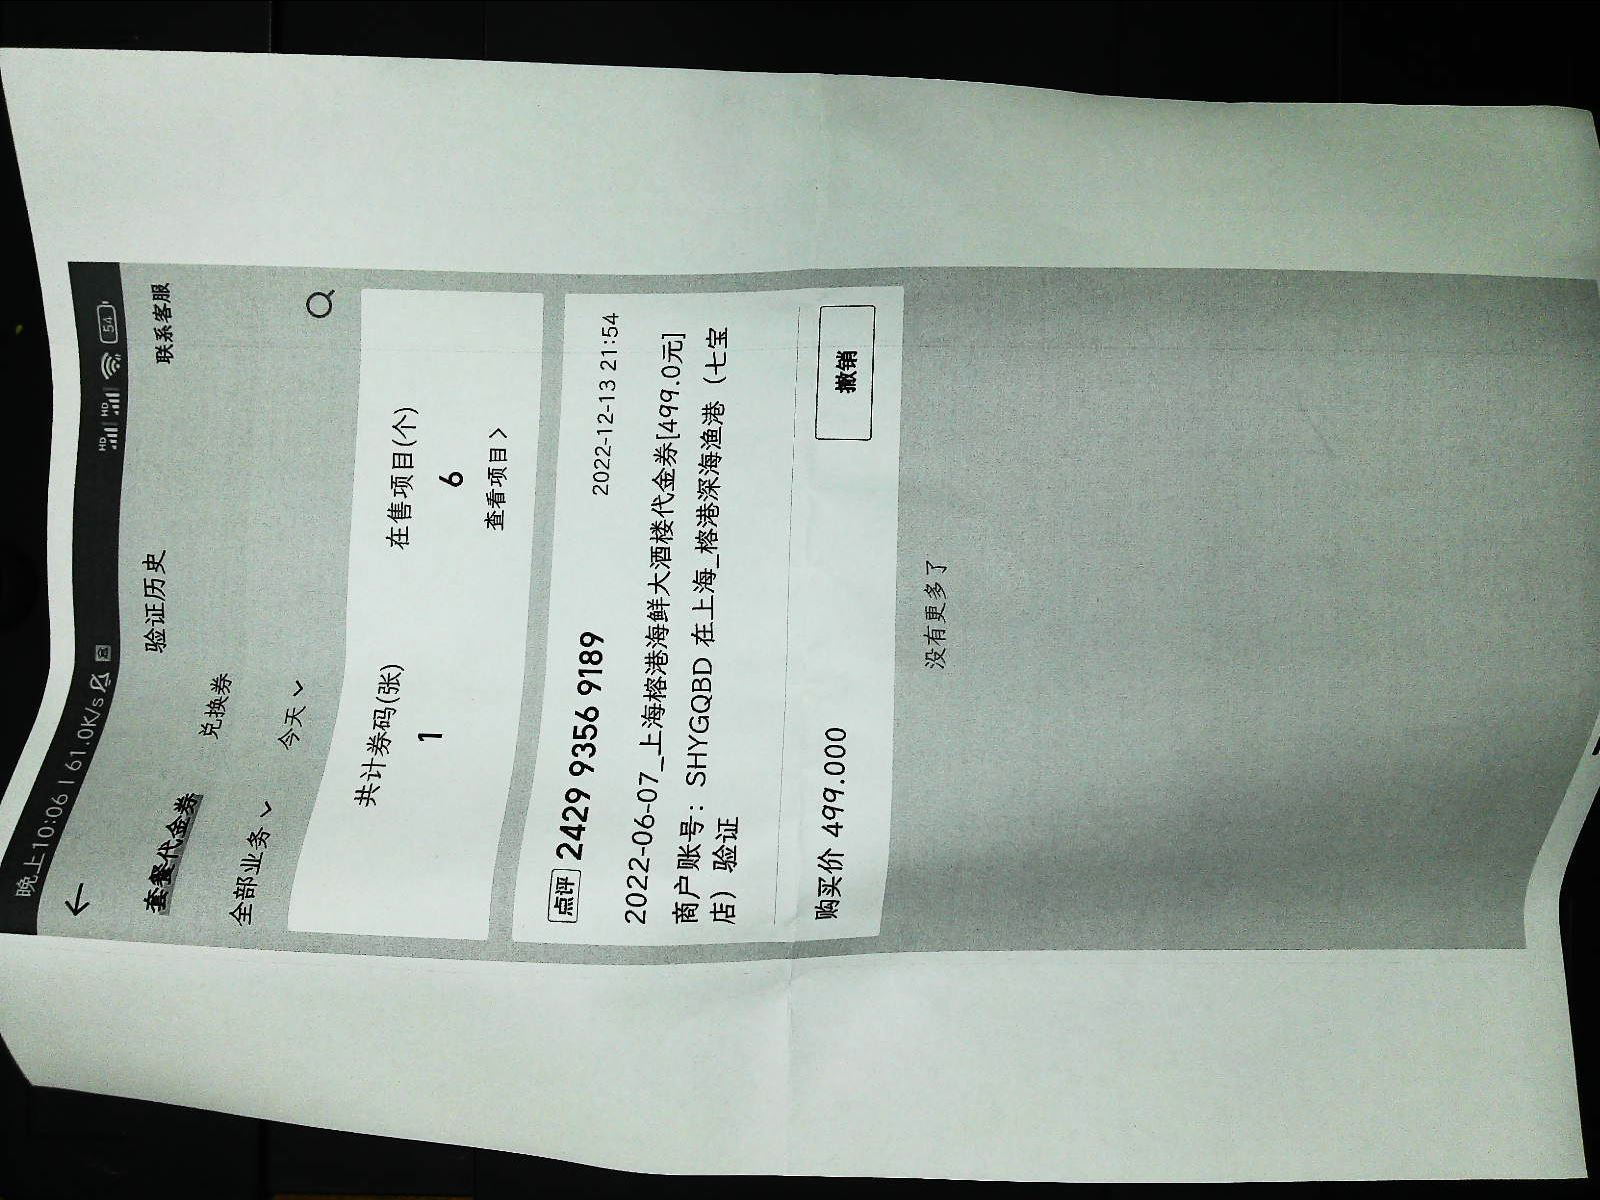 晚上10:06 | 61.0K/s HD HD 54
验证历史 联系客服
套餐代金券 兑换券
全部业务 今天
共计券码(张) 在售项目(个)
1 6
查看项目>
点评 2429 9356 9189 2022-12-13 21:54
2022-06-07_上海榕港海鲜大酒楼代金券[499.0元]
商户账号：SHYGQBD 在上海_榕港深海渔港（七宝
店）验证
购买价 499.000 撤销
没有更多了